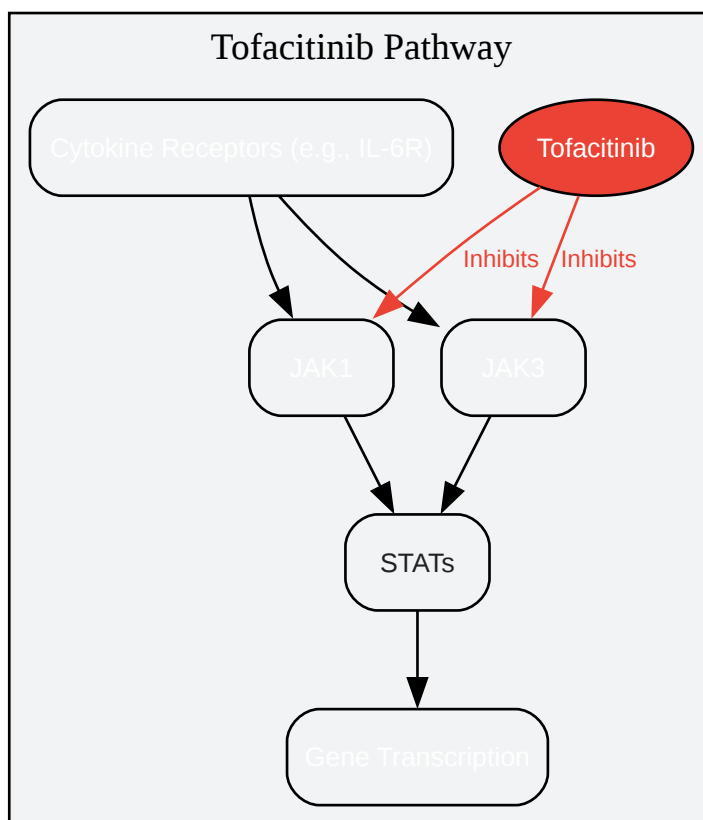 Tofacitinib Pathway
Cytokine Receptors (e.g., IL-6R)
Tofacitinib
Inhibits
Inhibits
JAK1
JAK3
STATs
Gene Transcription